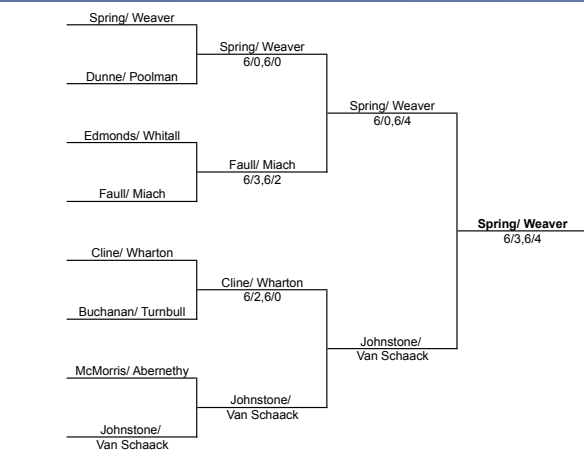 Spring/ Weaver
Spring/ Weaver
6/0,6/0
Dunne/ Poolman
Spring/ Weaver
6/0,6/4
Edmonds/ Whitall
Faull/ Miach
6/3,6/2
Faull/ Miach
Spring/ Weaver
6/3,6/4
Cline/ Wharton
Cline/ Wharton
6/2,6/0
Buchanan/ Turnbull
Johnstone/
Van Schaack
McMorris/ Abernethy
Johnstone/
Van Schaack
Johnstone/
Van Schaack